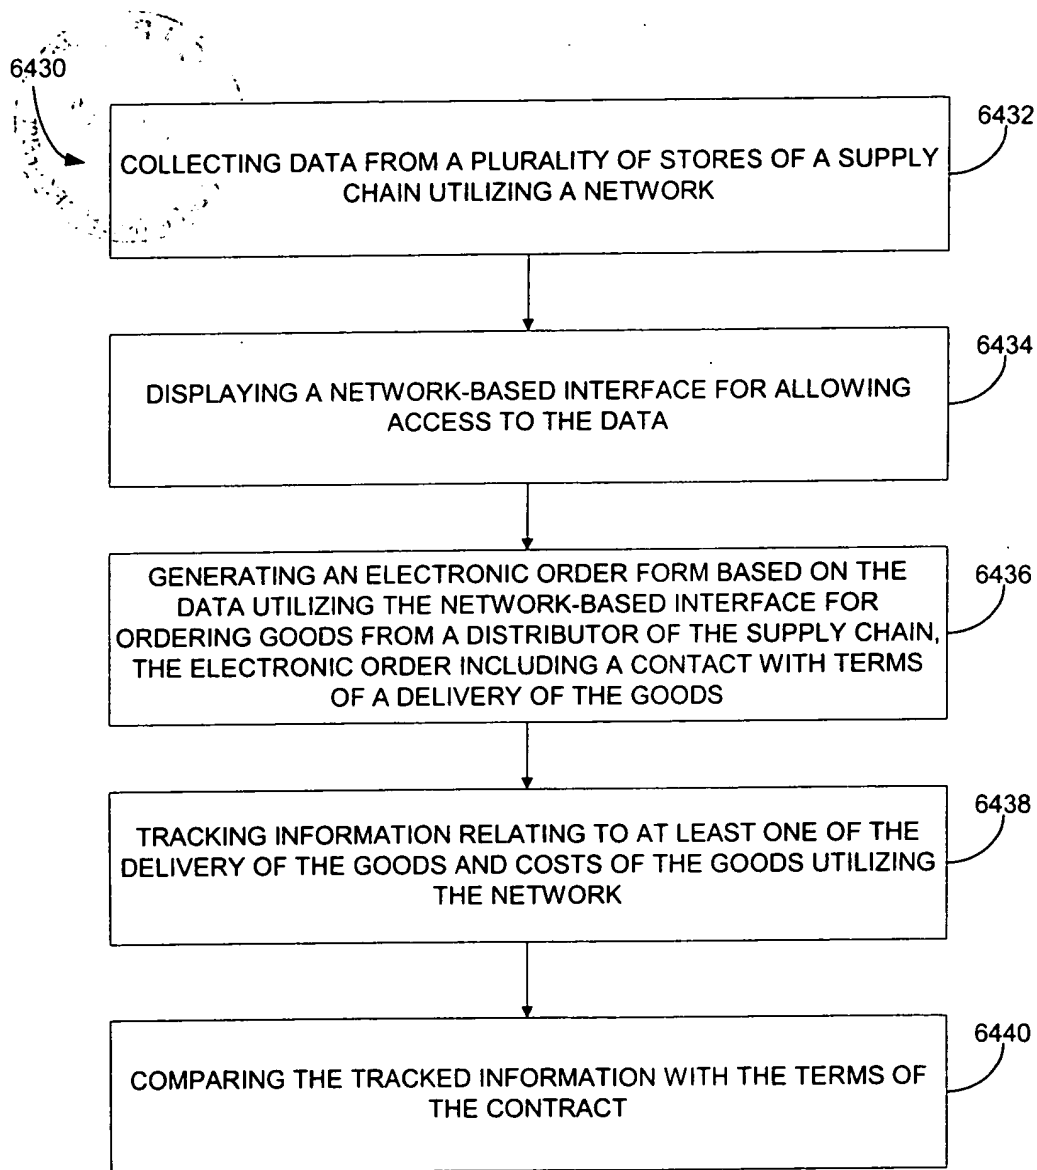 6430
6432
COLLECTING DATA FROM A PLURALITY OF STORES OF A SUPPLY
CHAIN UTILIZING A NETWORK
6434
DISPLAYING A NETWORK-BASED INTERFACE FOR ALLOWING
ACCESS TO THE DATA
6436
GENERATING AN ELECTRONIC ORDER FORM BASED ON THE
DATA UTILIZING THE NETWORK-BASED INTERFACE FOR
ORDERING GOODS FROM A DISTRIBUTOR OF THE SUPPLY CHAIN,
THE ELECTRONIC ORDER INCLUDING A CONTACT WITH TERMS
OF A DELIVERY OF THE GOODS
6438
TRACKING INFORMATION RELATING TO AT LEAST ONE OF THE
DELIVERY OF THE GOODS AND COSTS OF THE GOODS UTILIZING
THE NETWORK
6440
COMPARING THE TRACKED INFORMATION WITH THE TERMS OF
THE CONTRACT